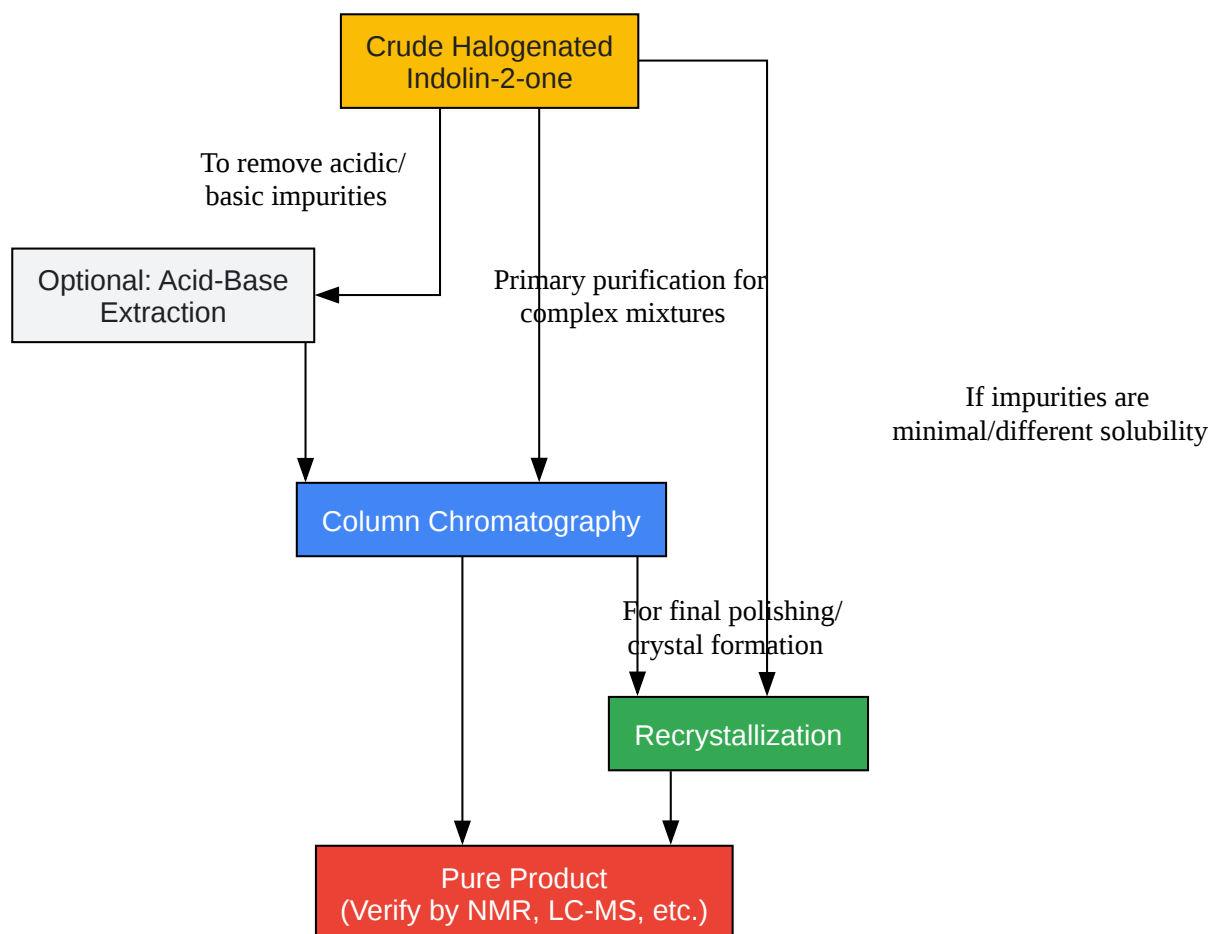 Crude Halogenated
Indolin-2-one
To remove acidic/
basic impurities
Optional: Acid-Base
Extraction
Primary purification for
complex mixtures
If impurities are
minimal/different solubility
Column Chromatography
For final polishing/
crystal formation
Recrystallization
Pure Product
(Verify by NMR, LC-MS, etc.)